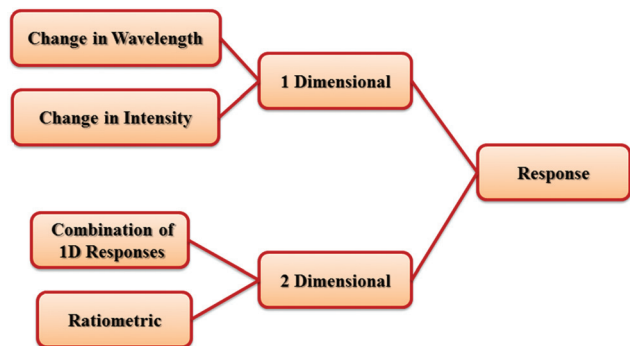 Change in Wavelength
Change in Intensity
1 Dimensional
Response
Combination of
1D Responses
Ratiometric
2 Dimensional